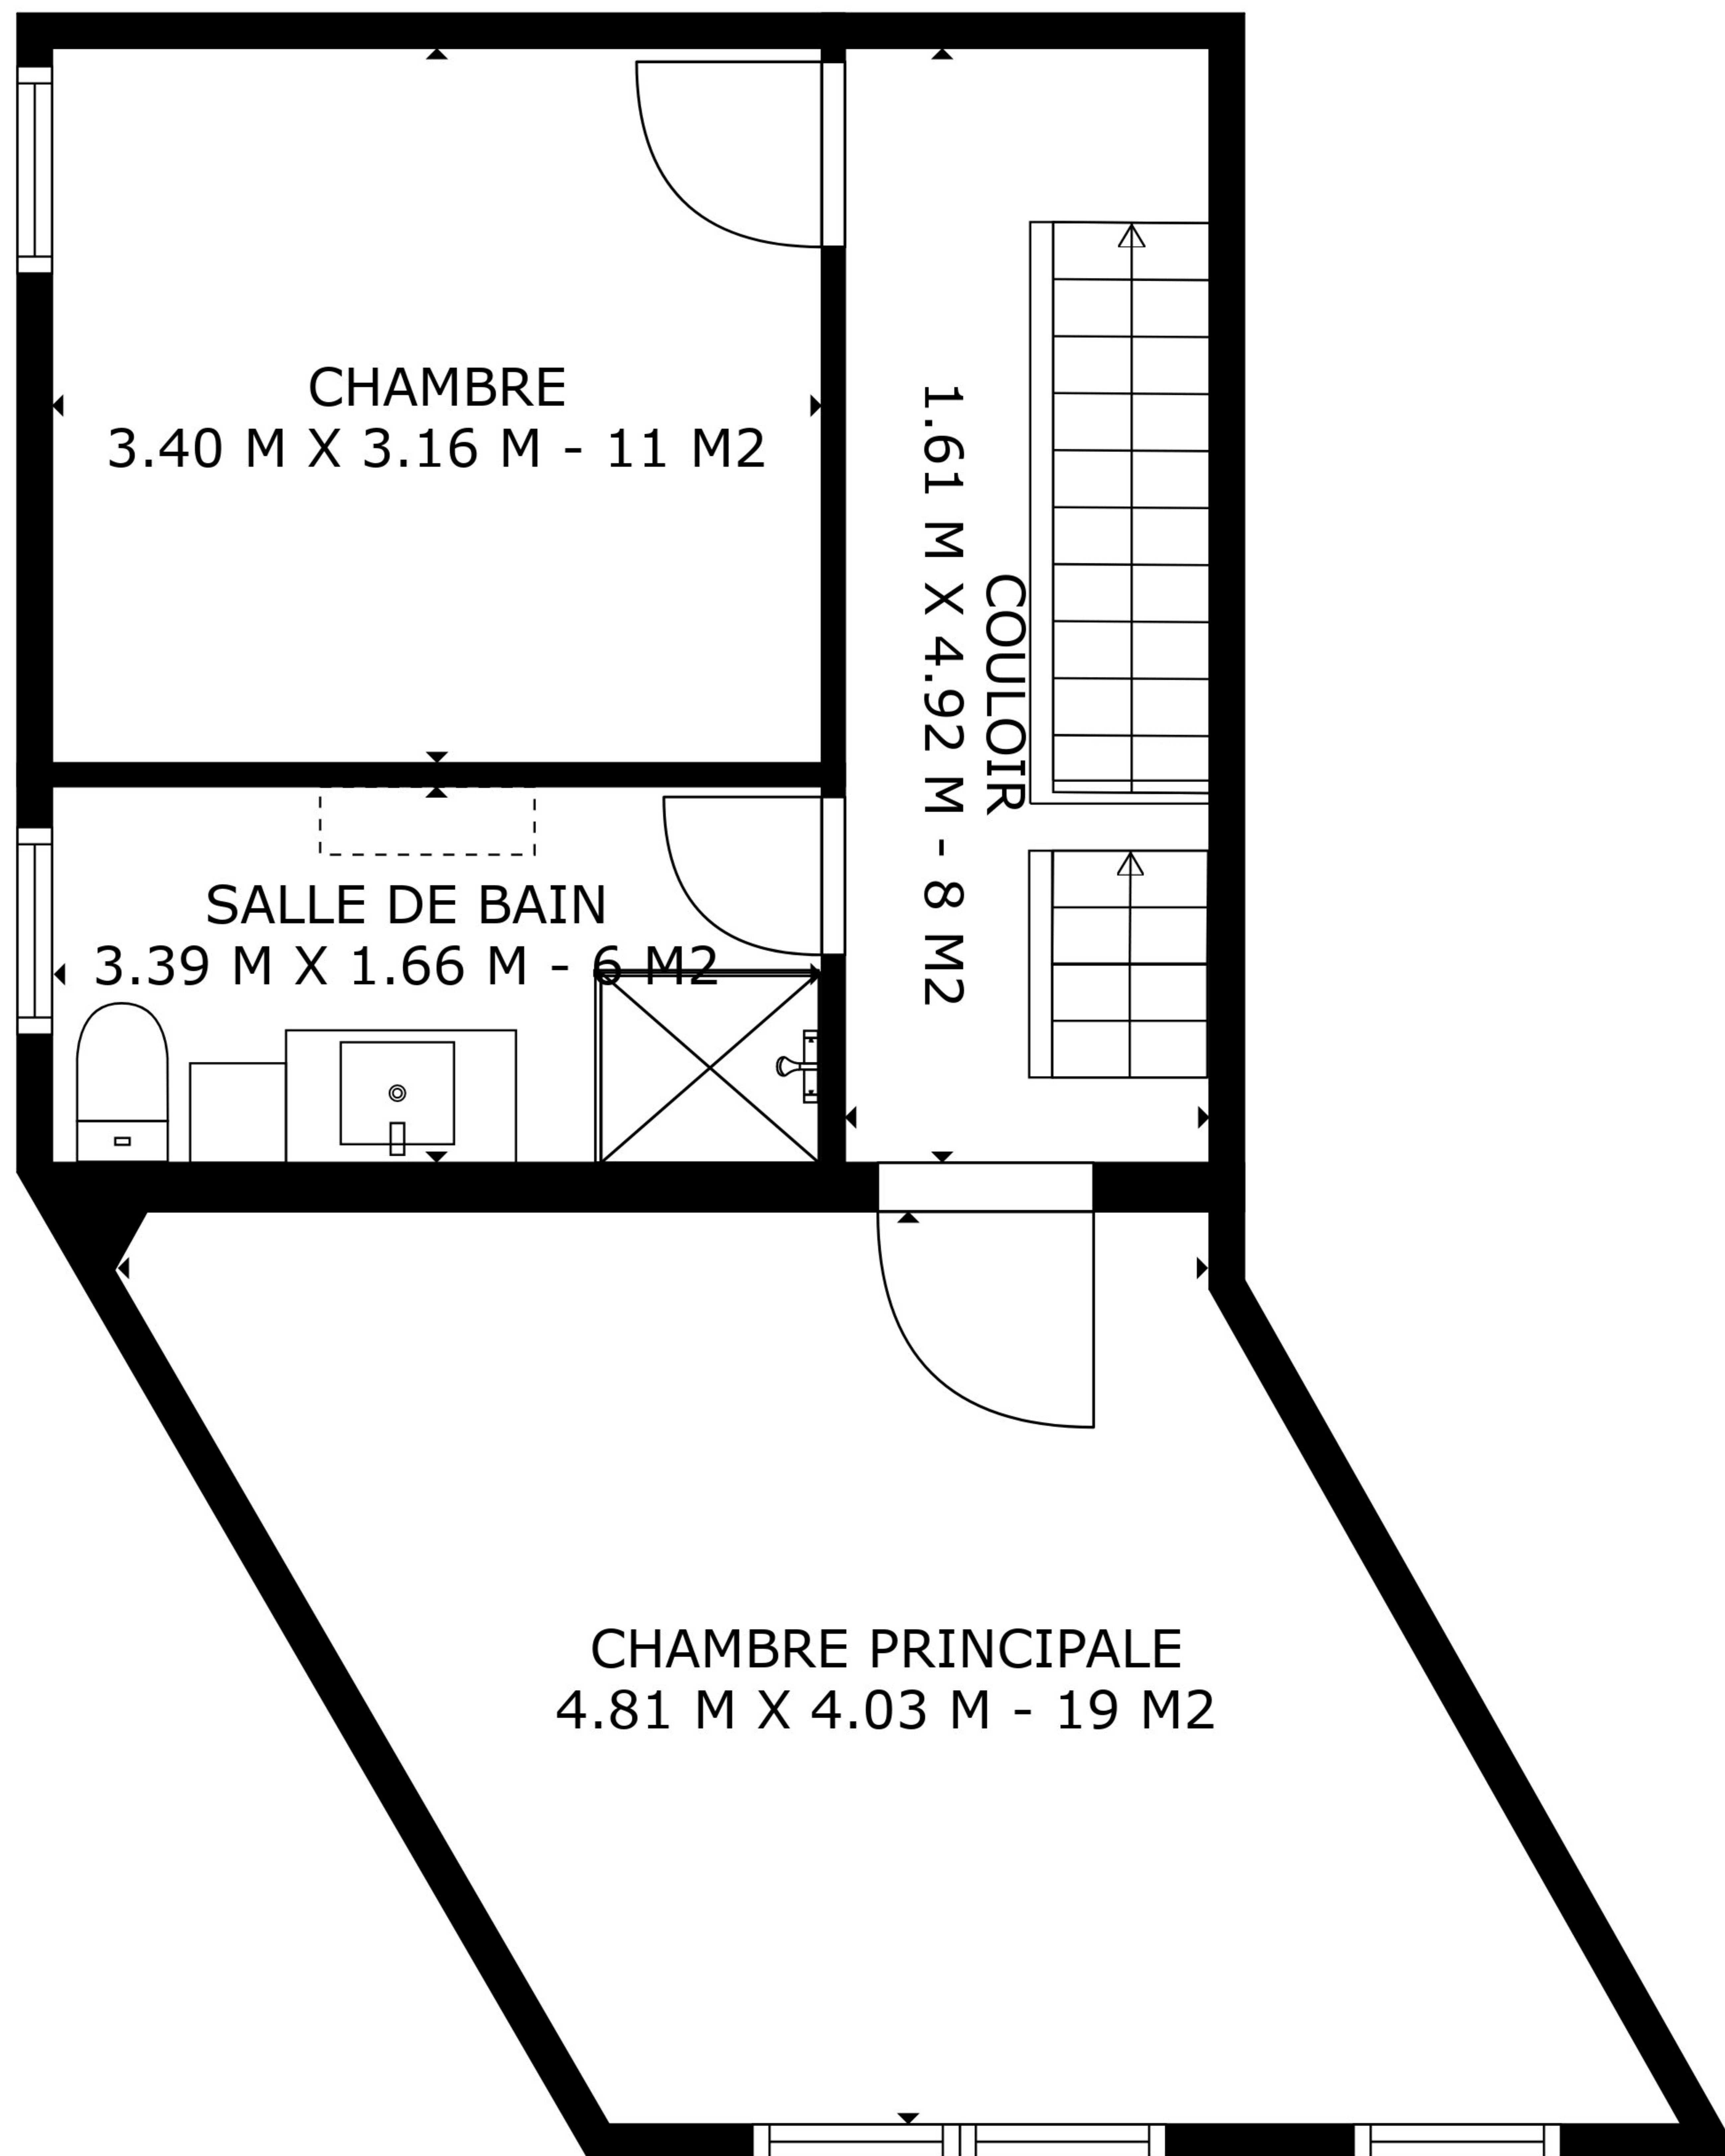 CHAMBRE
3.40 M X 3.16 M - 11 M2
COULOIR
1.61 M X 4.92 M - 8 M2
SALLE DE BAIN
3.39 M X 1.66 M - 6 M2
CHAMBRE PRINCIPALE
4.81 M X 4.03 M - 19 M2